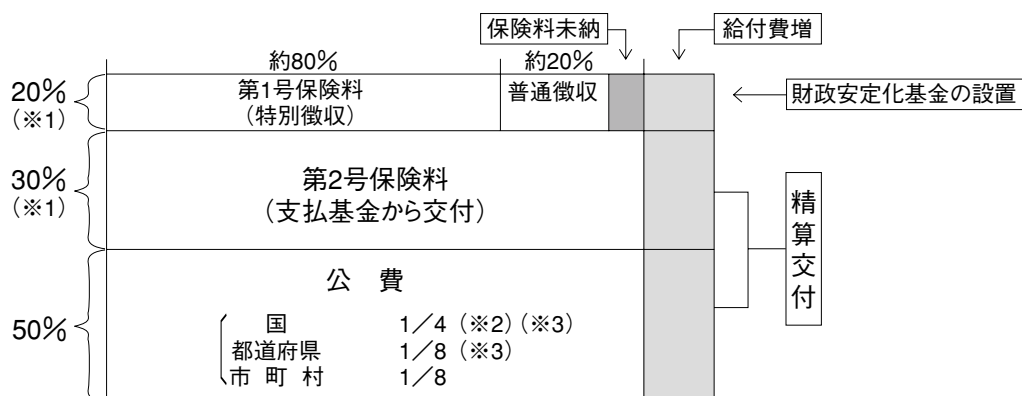 保険料未納
給付費増
約80%
約20%
20%
(※1)
第1号保険料
(特別徴収)
普通徴収
財政安定化基金の設置
30%
(※1)
第2号保険料
(支払基金から交付)
精算交付
50%
公 費
国 1/4 (※2)(※3)
都道府県 1/8 (※3)
市 町 村 1/8